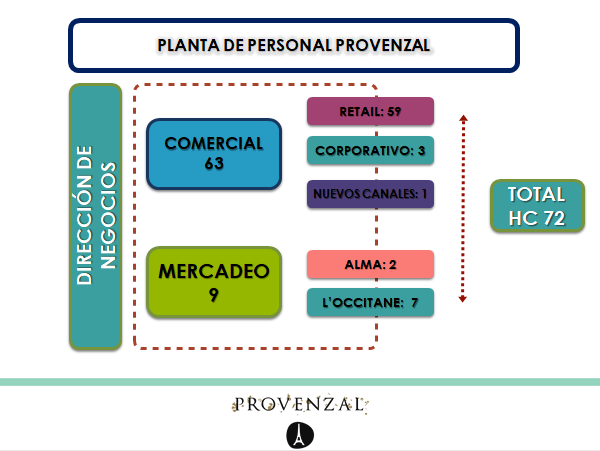 PLANTA DE PERSONAL PROVENZAL
DIRECCIÓN DE
NEGOCIOS
COMERCIAL
63
RETAIL: 59
CORPORATIVO: 3
NUEVOS CANALES: 1
MERCADEO
9
ALMA: 2
L'OCCITANE: 7
TOTAL
HC 72
PROVENZAL